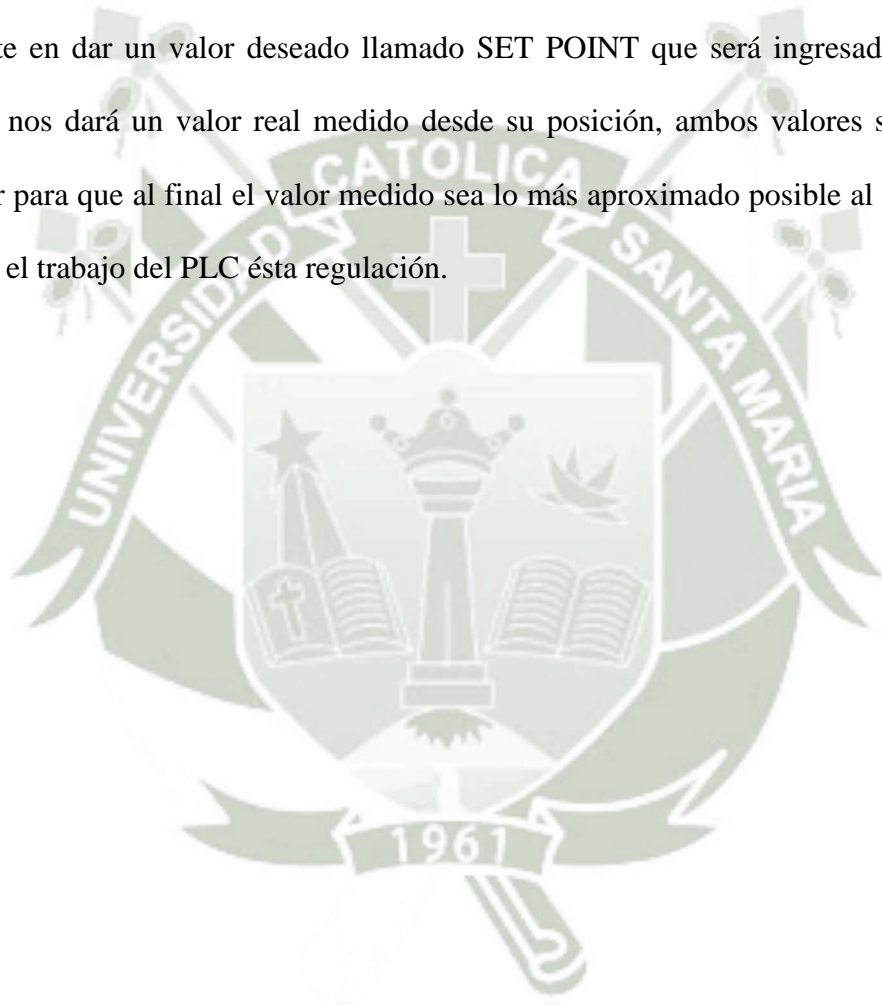 te en dar un valor deseado llamado SET POINT que será ingresad
nos dará un valor real medido desde su posición, ambos valores s
r para que al final el valor medido sea lo más aproximado posible al
el trabajo del PLC ésta regulación.
UNIVERSIDAD CATOLICA SANTA MARIA
1961